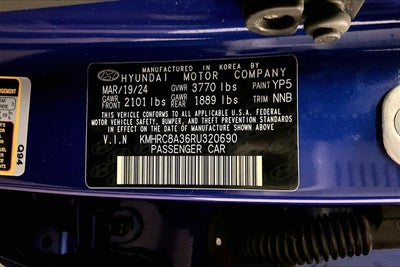 MANUFACTURED IN KOREA BY
HYUNDAI MOTOR COMPANY
MAR/19/24 GVWR 3770 lbs PAINT YP5
GAWR FRONT 2101 lbs GAWR REAR 1889 lbs TRIM NNB
THIS VEHICLE CONFORMS TO ALL APPLICABLE U.S. FEDERAL
MOTOR VEHICLE SAFETY, BUMPER, AND THEFT PREVENTION
STANDARDS IN EFFECT ON THE DATE OF MANUFACTURE SHOWN ABOVE.
V.I.N KMHRC8A36RU320690
PASSENGER CAR
Q94